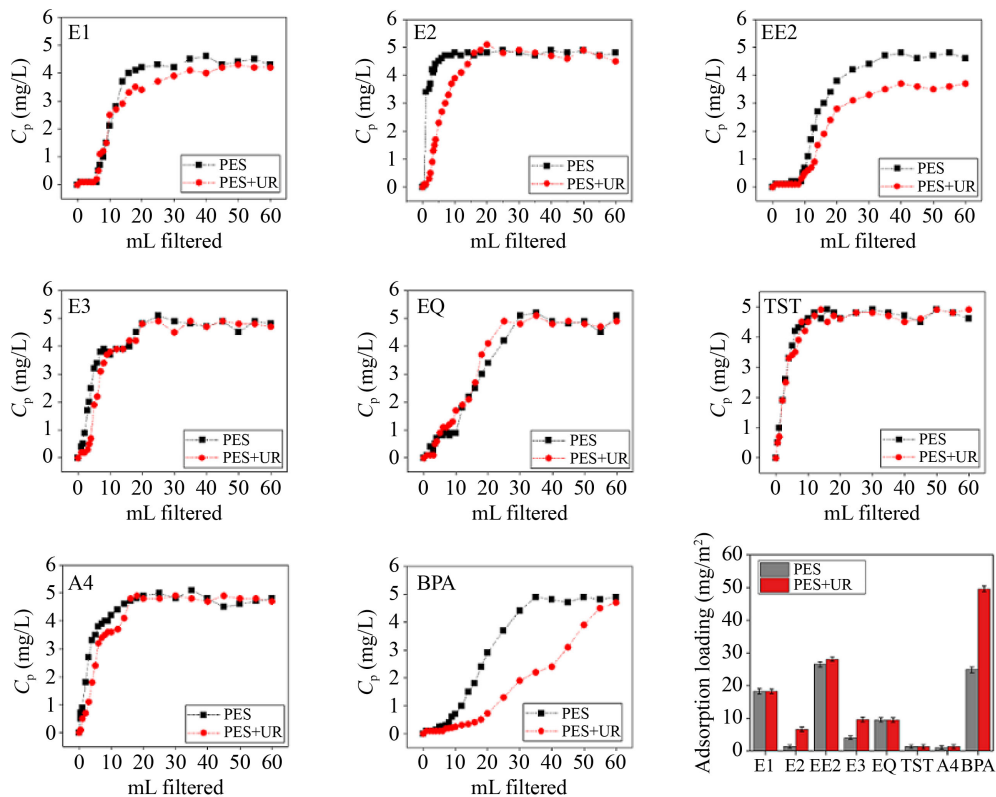 E1
6
5
4
3
2
1
0
Cp (mg/L)
PES
PES+UR
0 10 20 30 40 50 60
mL filtered
E2
6
5
4
3
2
1
0
Cp (mg/L)
PES
PES+UR
0 10 20 30 40 50 60
mL filtered
EE2
6
5
4
3
2
1
0
Cp (mg/L)
PES
PES+UR
0 10 20 30 40 50 60
mL filtered
E3
6
5
4
3
2
1
0
Cp (mg/L)
PES
PES+UR
0 10 20 30 40 50 60
mL filtered
EQ
6
5
4
3
2
1
0
Cp (mg/L)
PES
PES+UR
0 10 20 30 40 50 60
mL filtered
TST
5
4
3
2
1
0
Cp (mg/L)
PES
PES+UR
0 10 20 30 40 50 60
mL filtered
A4
6
5
4
3
2
1
0
Cp (mg/L)
PES
PES+UR
0 10 20 30 40 50 60
mL filtered
BPA
6
5
4
3
2
1
0
Cp (mg/L)
PES
PES+UR
0 10 20 30 40 50 60
mL filtered
60
50
40
30
20
10
0
Adsorption loading (mg/m²)
PES
PES+UR
E1 E2 EE2 E3 EQ TST A4 BPA